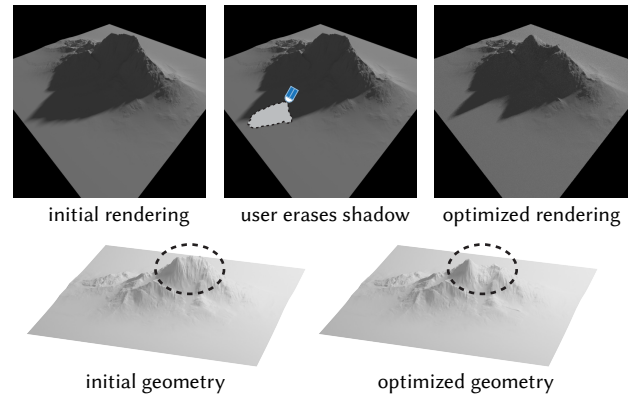 initial rendering
user erases shadow
optimized rendering
initial geometry
optimized geometry